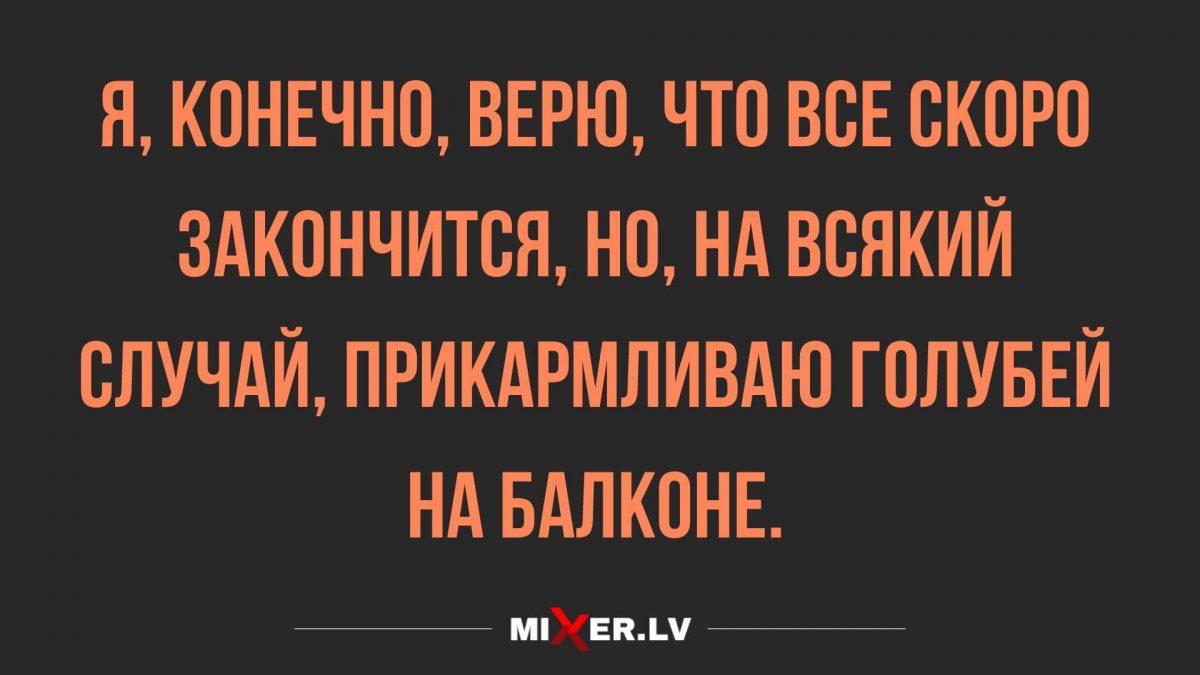 Я, КОНЕЧНО, ВЕРЮ, ЧТО ВСЕ СКОРО
ЗАКОНЧИТСЯ, НО, НА ВСЯКИЙ
СЛУЧАЙ, ПРИКАРМЛИВАЮ ГОЛУБЕЙ
НА БАЛКОНЕ.
MIXER.LV